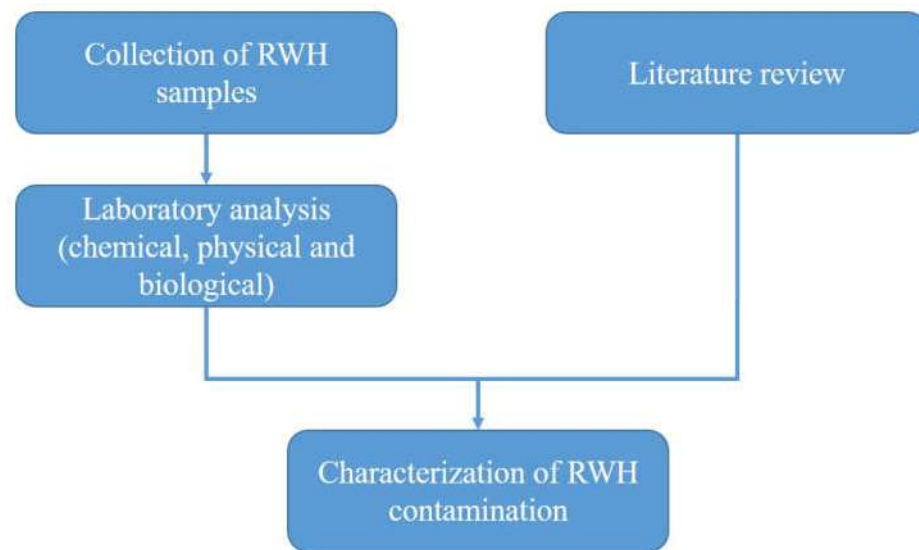 Collection of RWH
samples
Literature review
Laboratory analysis
(chemical, physical and
biological)
Characterization of RWH
contamination